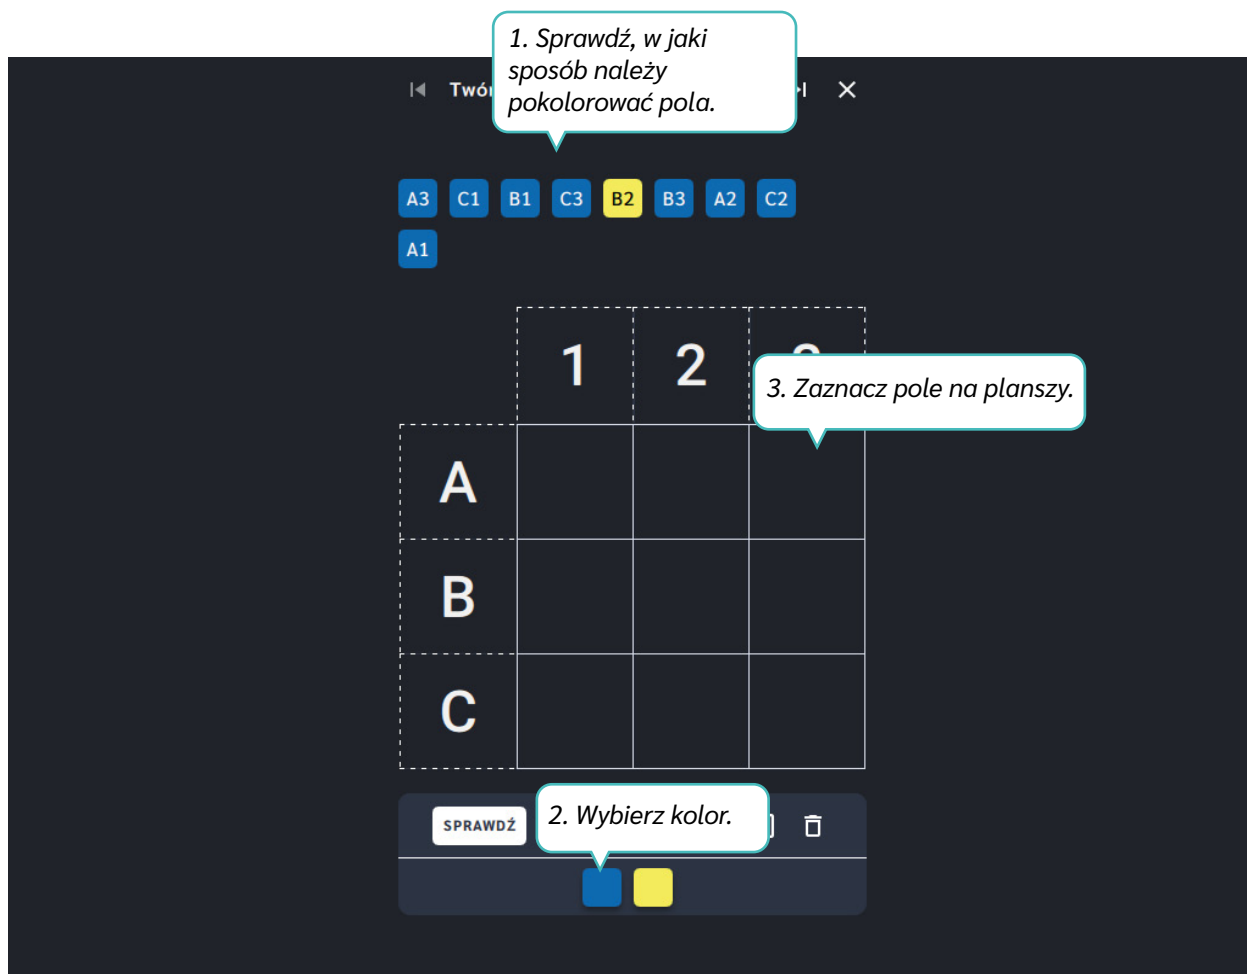 1. Sprawdź, w jaki
sposób należy
pokolorować pola.
A3 C1 B1 C3 B2 B3 A2 C2
A1
1 2
3. Zaznacz pole na planszy.
A
B
C
SPRAWDŹ
2. Wybierz kolor.